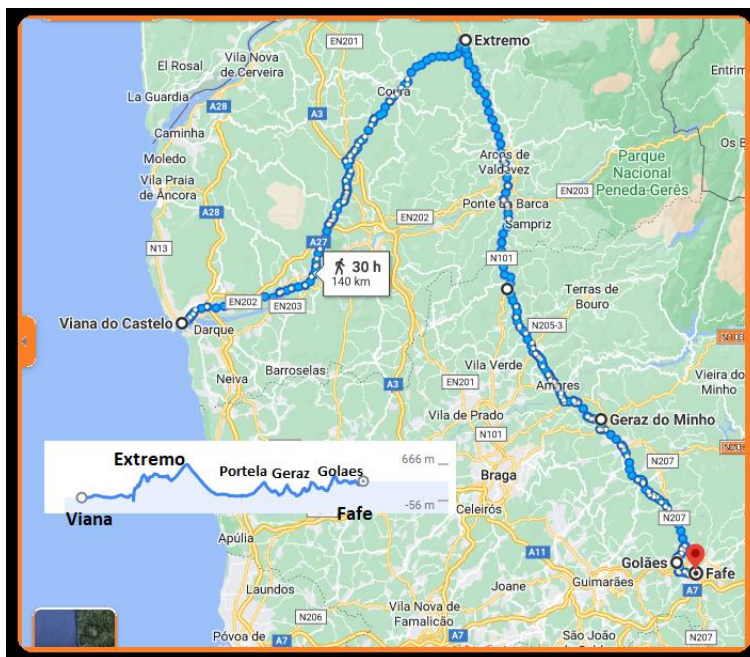 EN201
Extremo
El Rosal
Vila Nova
de Cerveira
A3
Coura
Entrim
La Guardia
A28
Caminha
Moledo
Arcos de
Valdevez
Parque
Nacional
Peneda-Gerês
Os B
Vila Praia
de Âncora
EN203
A28
Ponte da Barca
EN202
Sampriz
N13
A27
30 h
140 km
N101
Terras de
Bouro
EN202
EN203
Viana do Castelo
Darque
N205-3
N103
Neiva
Barroselas
Vila Verde
A3
EN201
Amares
Vieira do
Minho
Vila de Prado
Geraz do Minho
N101
Extremo
666 m
Portela
Geraz
Golaes
N207
Braga
-56 m
Viana
Fafe
Celeirós
N207
Apúlia
A11
Golães
Fafe
Laundos
Joane
Guimarães
A7
N206
Vila Nova de
Famalicão
São João
N207
Póvoa de
A7